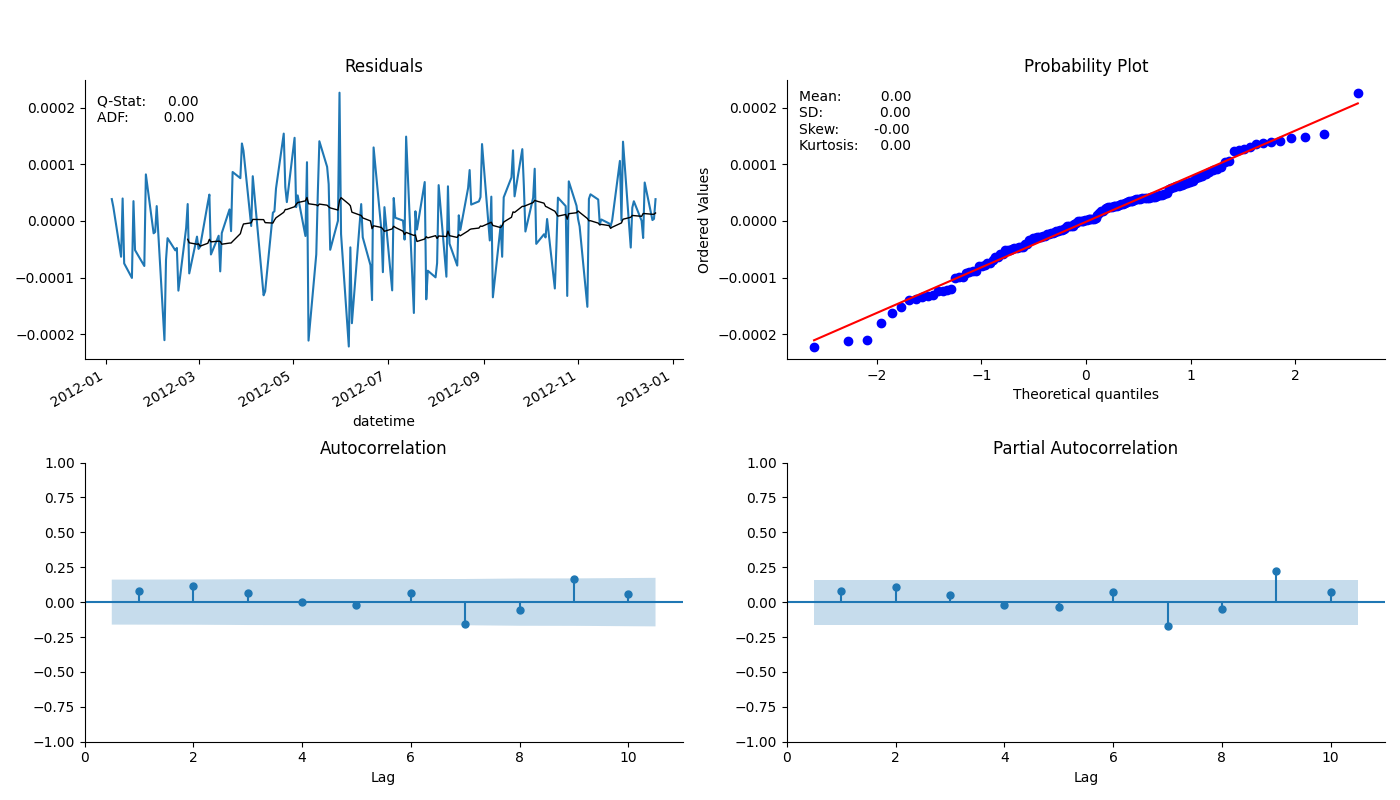 Residuals
Q-Stat: 0.00
ADF: 0.00
0.0002
0.0001
0.0000
−0.0001
−0.0002
2012-01
2012-03
2012-05
2012-07
2012-09
2012-11
2013-01
datetime
Probability Plot
Mean: 0.00
SD: 0.00
Skew: -0.00
Kurtosis: 0.00
Ordered Values
0.0002
0.0001
0.0000
−0.0001
−0.0002
−2 −1 0 1 2
Theoretical quantiles
Autocorrelation
1.00
0.75
0.50
0.25
0.00
−0.25
−0.50
−0.75
−1.00
0 2 4 6 8 10
Lag
Partial Autocorrelation
1.00
0.75
0.50
0.25
0.00
−0.25
−0.50
−0.75
−1.00
0 2 4 6 8 10
Lag